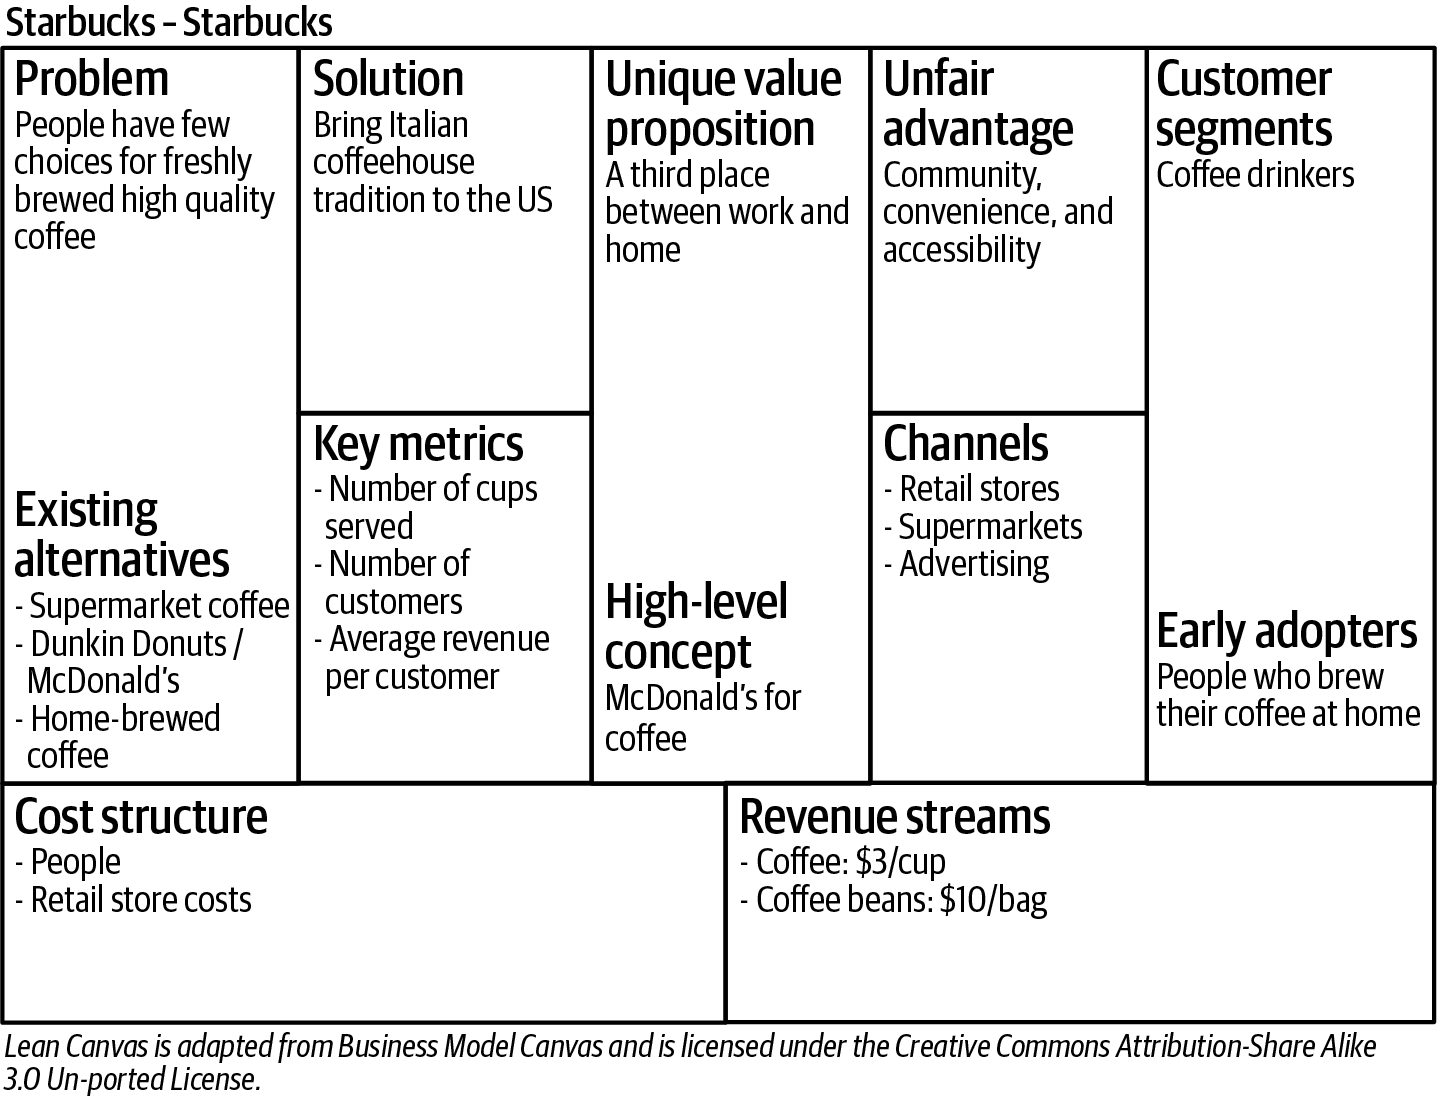 Starbucks – Starbucks
Problem
People have few
choices for freshly
brewed high quality
coffee
Existing
alternatives
- Supermarket coffee
- Dunkin Donuts /
McDonald's
- Home-brewed
coffee
Solution
Bring Italian
coffeehouse
tradition to the US
Key metrics
- Number of cups
served
- Number of
customers
- Average revenue
per customer
Unique value
proposition
A third place
between work and
home
High-level
concept
McDonald's for
coffee
Unfair
advantage
Community,
convenience, and
accessibility
Channels
- Retail stores
- Supermarkets
- Advertising
Customer
segments
Coffee drinkers
Early adopters
People who brew
their coffee at home
Cost structure
- People
- Retail store costs
Revenue streams
- Coffee: $3/cup
- Coffee beans: $10/bag
Lean Canvas is adapted from Business Model Canvas and is licensed under the Creative Commons Attribution-Share Alike
3.0 Un-ported License.